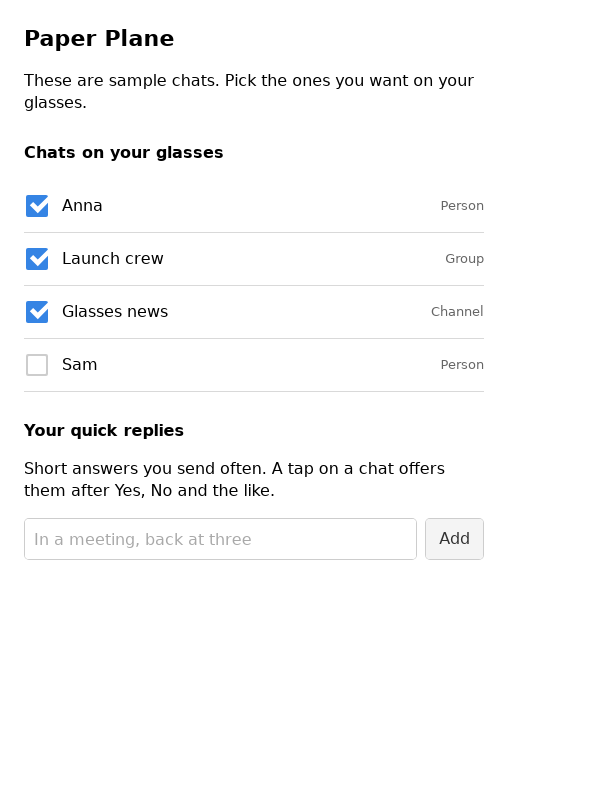 Paper Plane
These are sample chats. Pick the ones you want on your
glasses.
Chats on your glasses
Anna Person
Launch crew Group
Glasses news Channel
Sam Person
Your quick replies
Short answers you send often. A tap on a chat offers
them after Yes, No and the like.
In a meeting, back at three Add